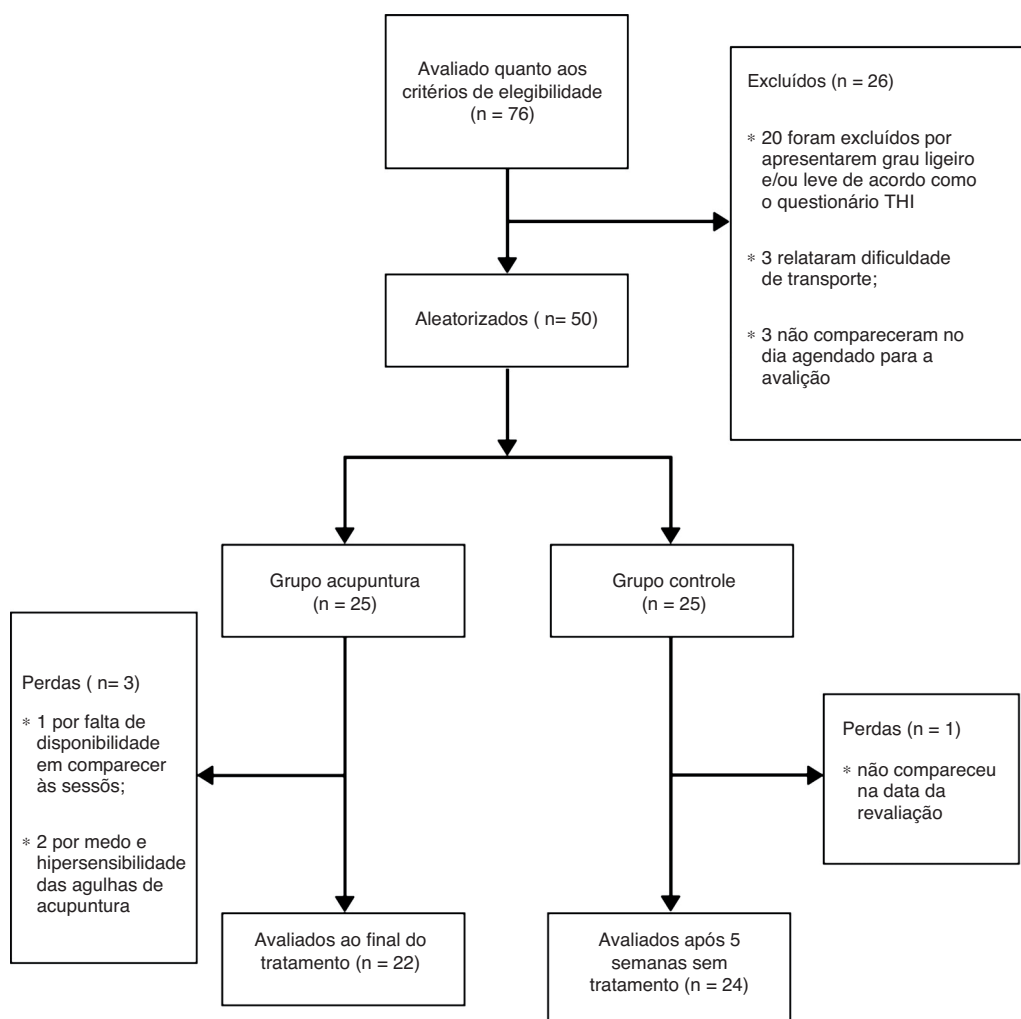 Avaliado quanto aos
critérios de elegibilidade
(n = 76)
Excluídos (n = 26)
* 20 foram excluídos por
apresentarem grau ligeiro
e/ou leve de acordo como
o questionário THI
* 3 relataram dificuldade
de transporte;
* 3 não compareceram no
dia agendado para a
avalição
Aleatorizados ( n= 50)
Grupo acupuntura
(n = 25)
Grupo controle
(n = 25)
Perdas ( n= 3)
* 1 por falta de
disponibilidade
em comparecer
às sessõs;
* 2 por medo e
hipersensibilidade
das agulhas de
acupuntura
Perdas (n = 1)
* não compareceu
na data da
revaliação
Avaliados ao final do
tratamento (n = 22)
Avaliados após 5
semanas sem
tratamento (n = 24)